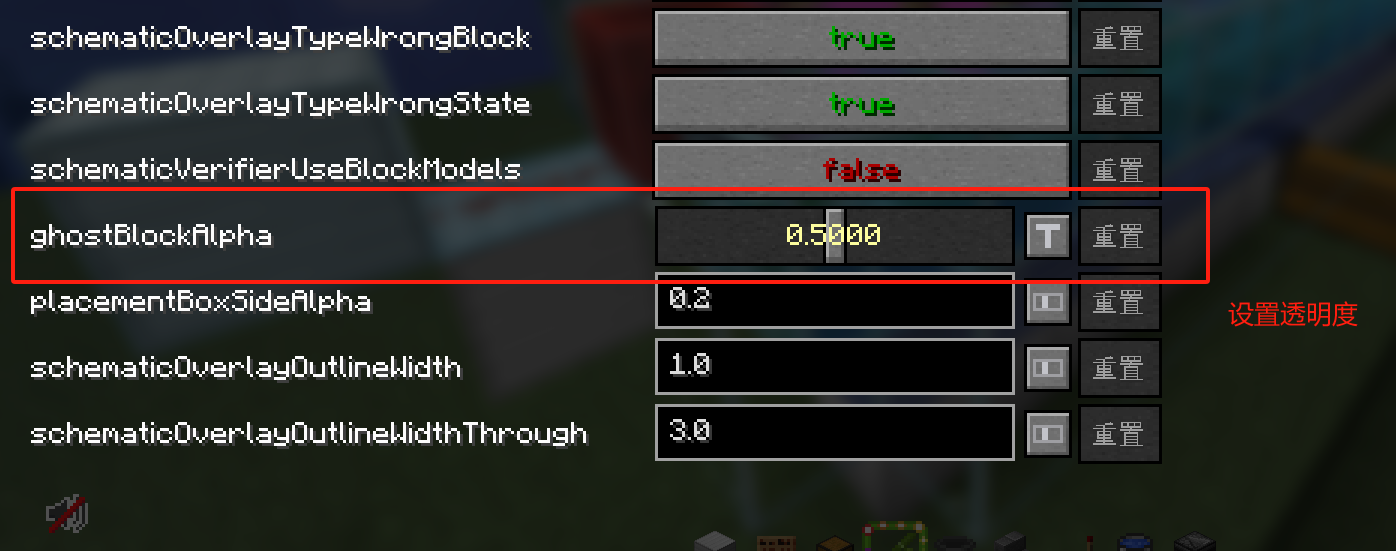 schematicOverlayTypeWrongBlock true 重置
schematicOverlayTypeWrongState true 重置
schematicVerifierUseBlockModels false 重置
ghostBlockAlpha 0.5000 T 重置
placementBoxSideAlpha 0.2 重置
设置透明度
schematicOverlayOutlineWidth 1.0 重置
schematicOverlayOutlineWidthThrough 3.0 重置